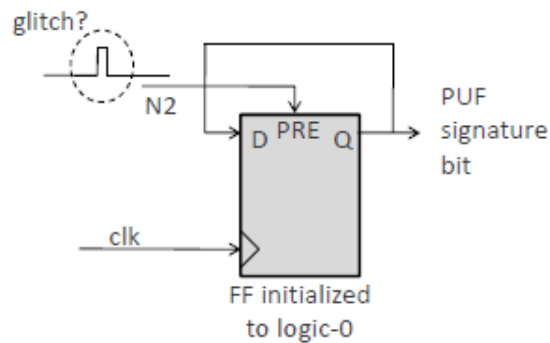 glitch?
N2
PUF
signature
bit
D PRE Q
clk
FF initialized
to logic-0